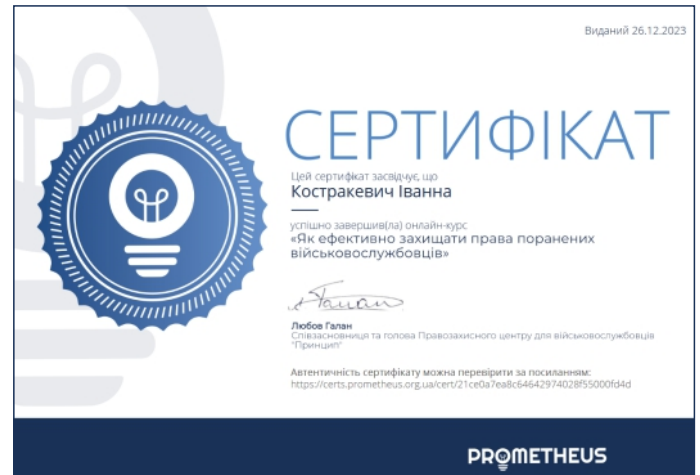 Виданий 26.12.2023
СЕРТИФІКАТ
Цей сертифікат засвідчує, що
Костракевич Іванна
успішно завершив(ла) онлайн-курс
«Як ефективно захищати права поранених
військовослужбовців»
Любов Галан
Співзасновниця та голова Правозахисного центру для військовослужбовців
"Принцип"
Автентичність сертифікату можна перевірити за посиланням:
https://certs.prometheus.org.ua/cert/21ce0a7ea8c64642974028f55000fd4d
PROMETHEUS